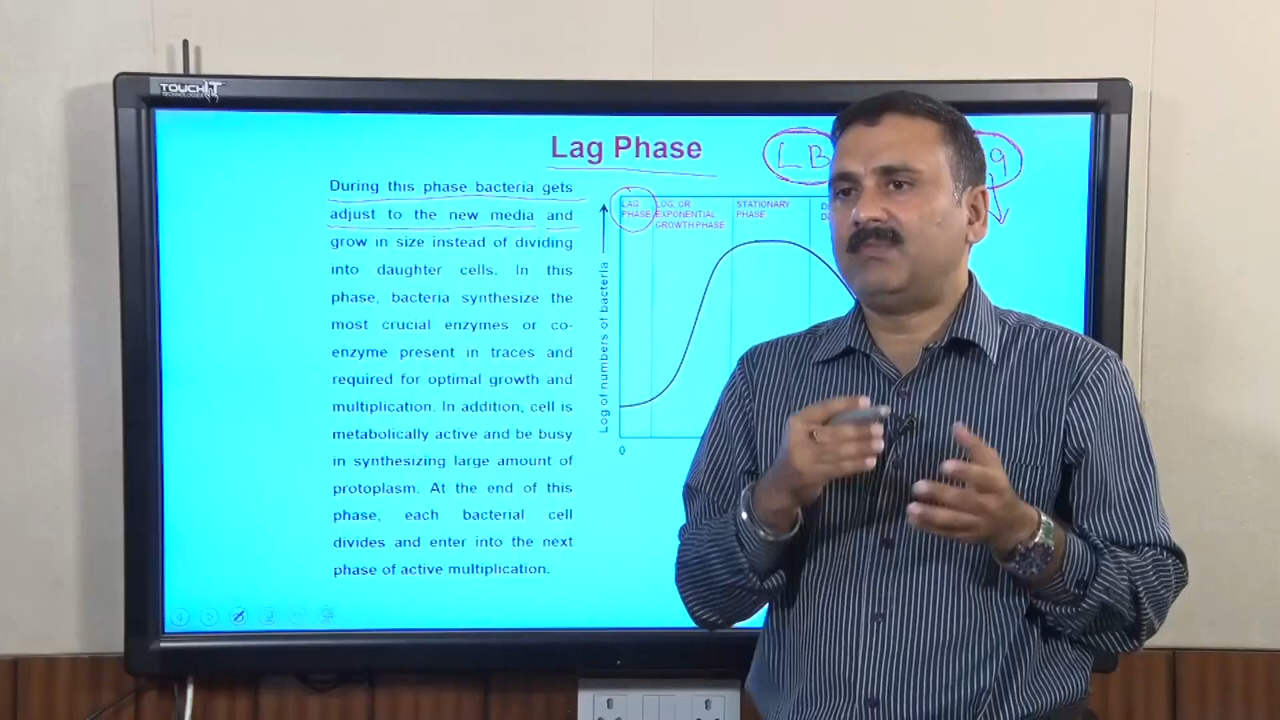 TOUCHIT
TECHNOLOGIES
Lag Phase
LB
9
During this phase bacteria gets
adjust to the new media and
grow in size instead of dividing
into daughter cells. In this
phase, bacteria synthesize the
most crucial enzymes or co-
enzyme present in traces and
required for optimal growth and
multiplication. In addition, cell is
metabolically active and be busy
in synthesizing large amount of
protoplasm. At the end of this
phase, each bacterial cell
divides and enter into the next
phase of active multiplication.
LAG
PHASE
LOG, OR
EXPONENTIAL
GROWTH PHASE
STATIONARY
PHASE
Log of numbers of bacteria
0